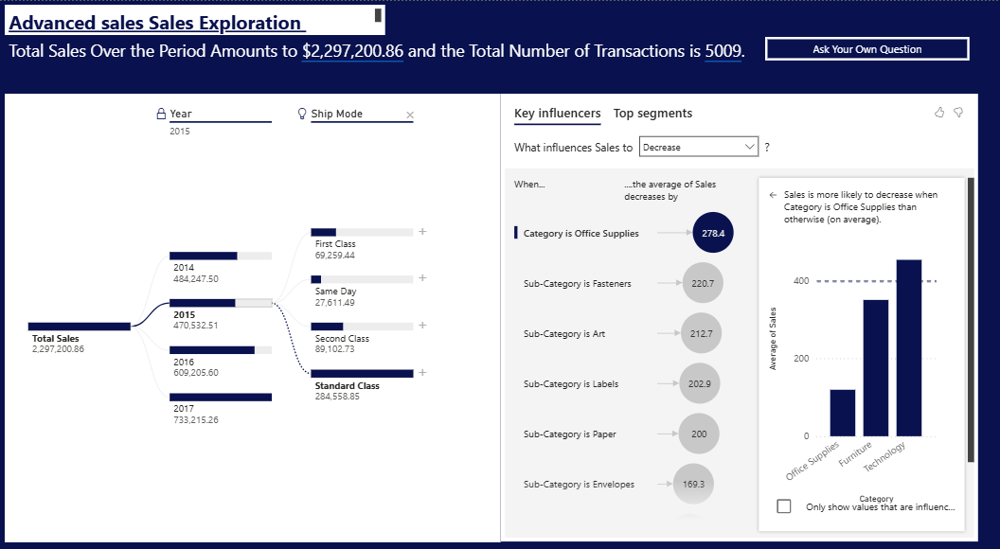 Advanced sales Sales Exploration
Total Sales Over the Period Amounts to $2,297,200.86 and the Total Number of Transactions is 5009.
Ask Your Own Question
Year
2015
Ship Mode
Total Sales
2,297,200.86
2014
484,247.50
2015
470,532.51
2016
609,205.60
2017
733,215.26
First Class
69,259.44
Same Day
27,611.49
Second Class
89,102.73
Standard Class
284,558.85
Key influencers
Top segments
What influences Sales to
Decrease
?
When...
....the average of Sales
decreases by
Category is Office Supplies
278.4
Sub-Category is Fasteners
220.7
Sub-Category is Art
212.7
Sub-Category is Labels
202.9
Sub-Category is Paper
200
Sub-Category is Envelopes
169.3
Sales is more likely to decrease when
Category is Office Supplies than
otherwise (on average).
Average of Sales
400
200
0
Office Supplies
Furniture
Technology
Category
Only show values that are influenc...